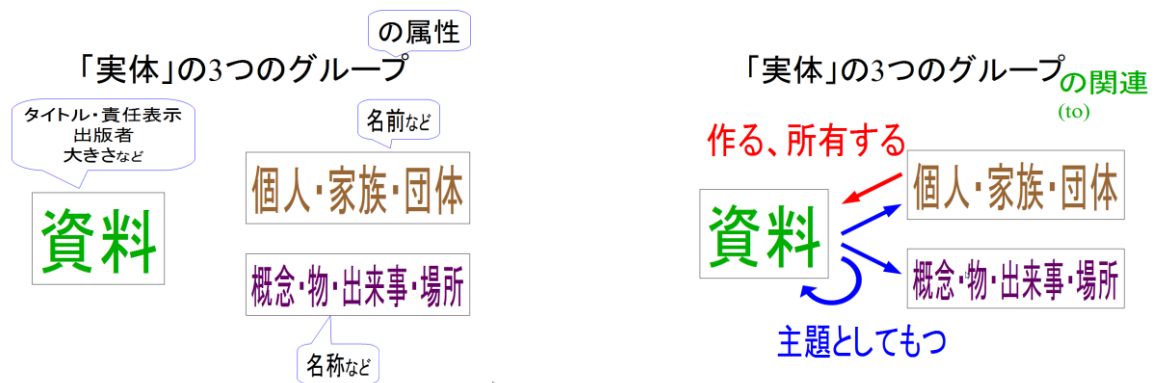 の属性
「実体」の3つのグループ
タイトル・責任表示
出版者
大きさなど
名前など
個人・家族・団体
資料
概念・物・出来事・場所
名称など
「実体」の3つのグループ
の関連
(to)
作る、所有する
個人・家族・団体
資料
概念・物・出来事・場所
主題としてもつ